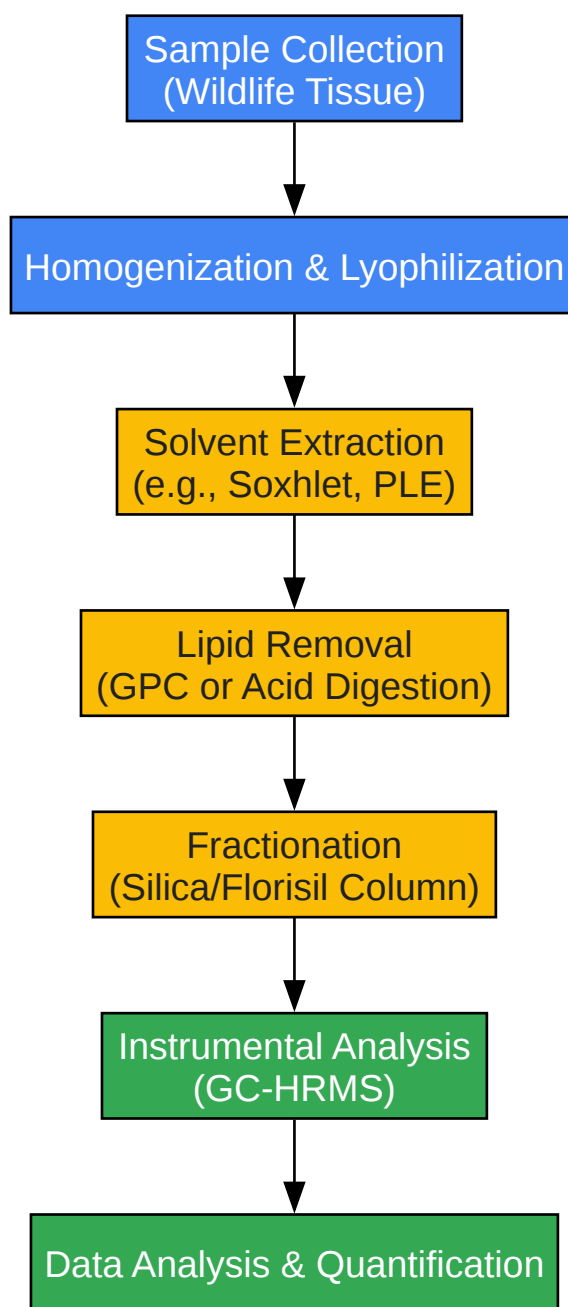 Sample Collection
(Wildlife Tissue)
Homogenization & Lyophilization
Solvent Extraction
(e.g., Soxhlet, PLE)
Lipid Removal
(GPC or Acid Digestion)
Fractionation
(Silica/Florisil Column)
Instrumental Analysis
(GC-HRMS)
Data Analysis & Quantification